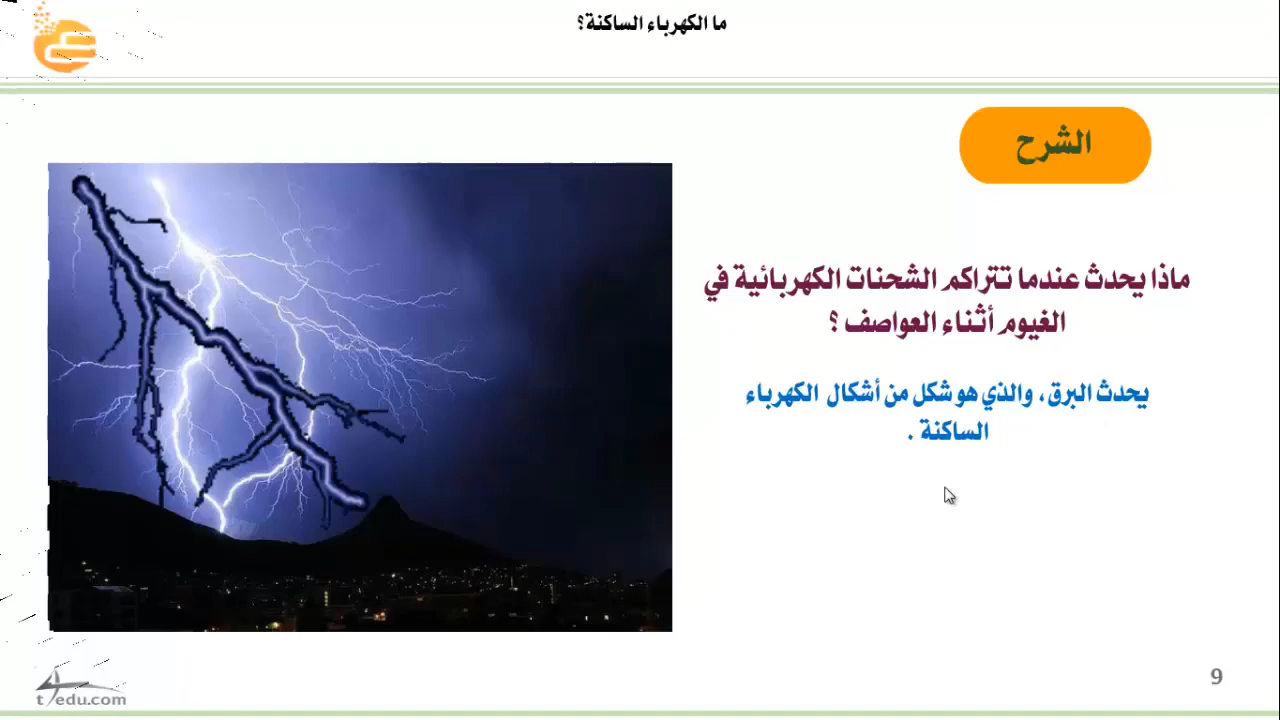 ما الكهرباء الساكنة؟
الشرح
ماذا يحدث عندما تتراكم الشحنات الكهربائية في
الغيوم أثناء العواصف ؟
يحدث البرق، والذي هو شكل من أشكال الكهرباء
الساكنة .
t4edu.com
9